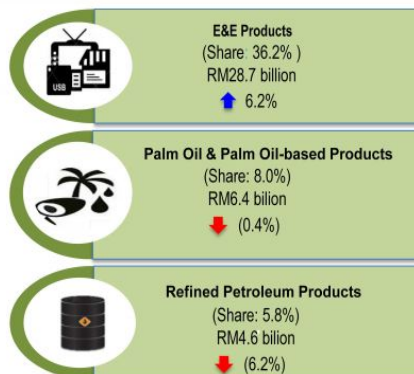 E&E Products
(Share: 36.2% )
RM28.7 billion
6.2%
USB
Palm Oil & Palm Oil-based Products
(Share: 8.0%)
RM6.4 bilion
(0.4%)
Refined Petroleum Products
(Share: 5.8%)
RM4.6 bilion
(6.2%)